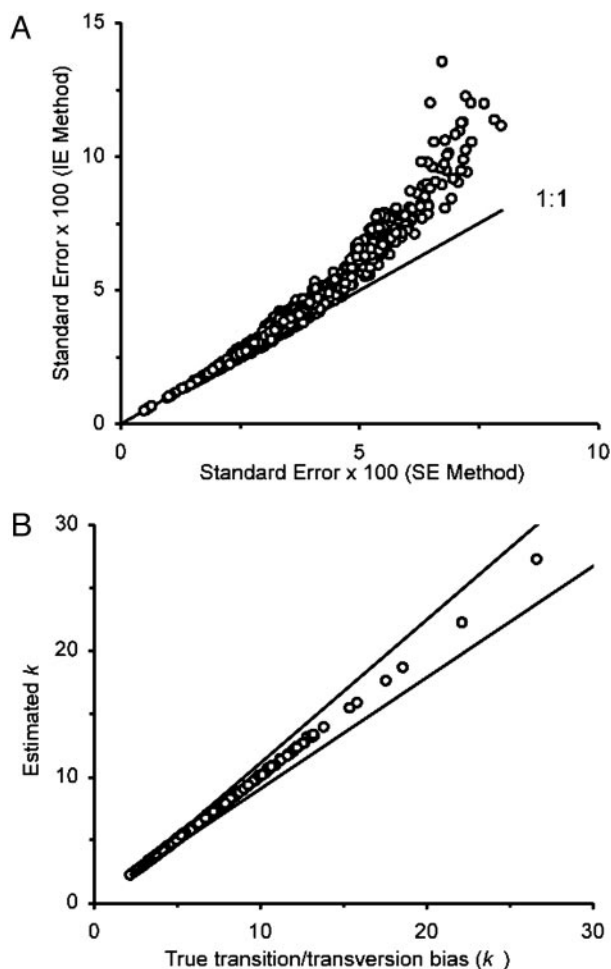 A
15
10
5
0
Standard Error x 100 (IE Method)
1:1
0
5
10
Standard Error x 100 (SE Method)
B
30
20
10
0
Estimated k
0
10
20
30
True transition/transversion bias (k )